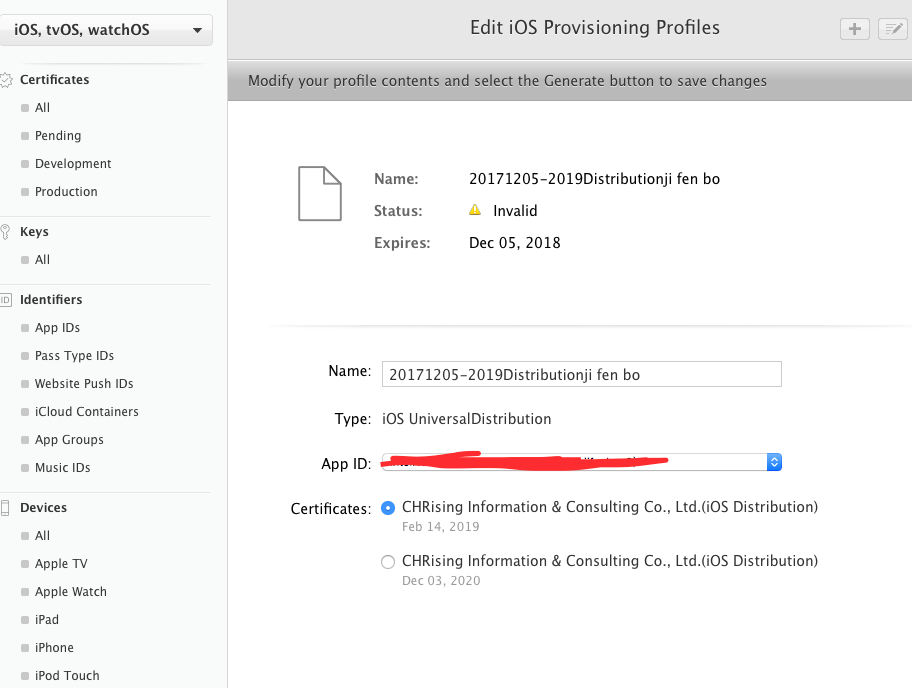 iOS, tvOS, watchOS
Edit iOS Provisioning Profiles
Modify your profile contents and select the Generate button to save changes
Certificates
All
Pending
Development
Production
Keys
All
ID Identifiers
App IDs
Pass Type IDs
Website Push IDs
iCloud Containers
App Groups
Music IDs
Devices
All
Apple TV
Apple Watch
iPad
iPhone
iPod Touch
Name: 20171205-2019Distributionji fen bo
Status: Invalid
Expires: Dec 05, 2018
Name: 20171205-2019Distributionji fen bo
Type: iOS UniversalDistribution
App ID:
Certificates: CHRising Information & Consulting Co., Ltd.(iOS Distribution)
Feb 14, 2019
CHRising Information & Consulting Co., Ltd.(iOS Distribution)
Dec 03, 2020